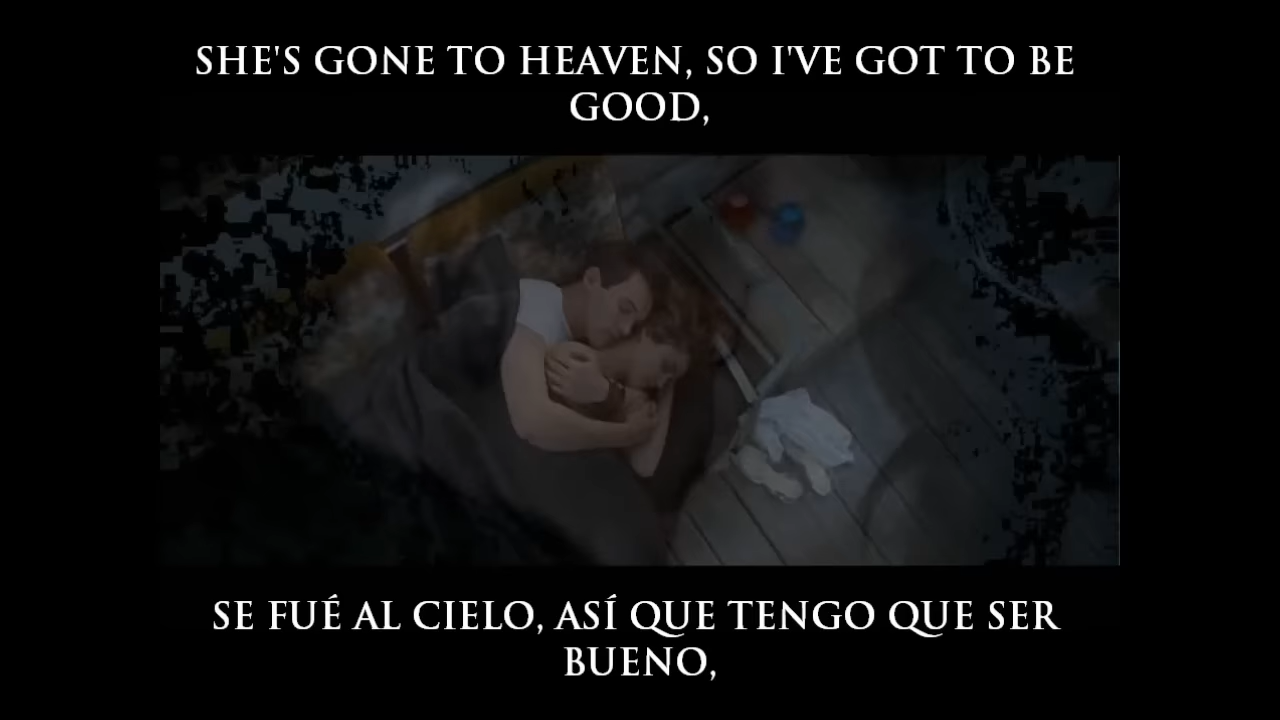 SHE'S GONE TO HEAVEN, SO I'VE GOT TO BE
GOOD,
SE FUÉ AL CIELO, ASÍ QUE TENGO QUE SER
BUENO,